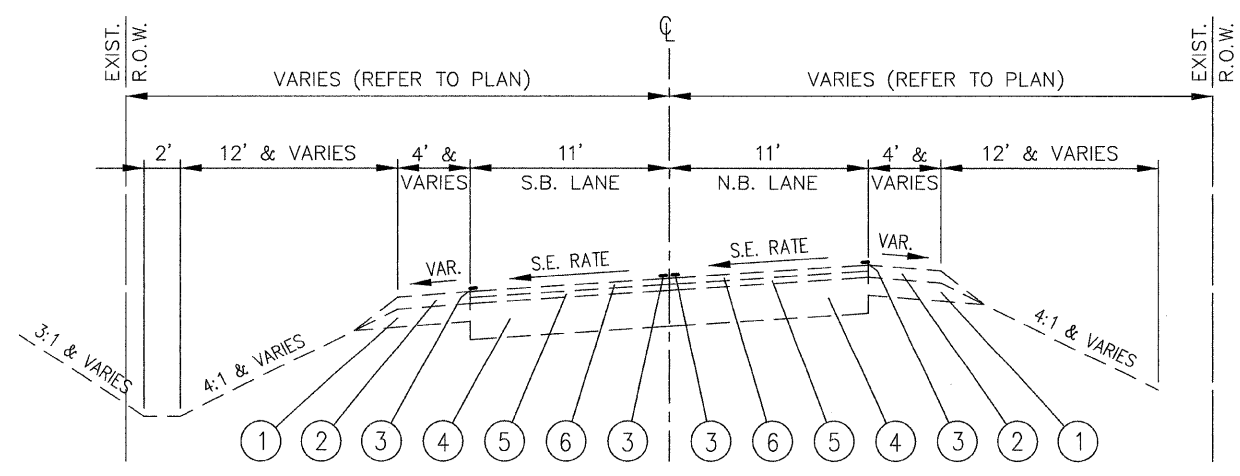 EXIST.
R.O.W.
℄
EXIST.
R.O.W.
VARIES (REFER TO PLAN)
VARIES (REFER TO PLAN)
2'
12' & VARIES
4' &
VARIES
11'
S.B. LANE
11'
N.B. LANE
4' &
VARIES
12' & VARIES
VAR.
S.E. RATE
S.E. RATE
VAR.
3:1 & VARIES
4:1 & VARIES
4:1 & VARIES
1 2 3 4 5 6 3 3 6 5 4 3 2 1